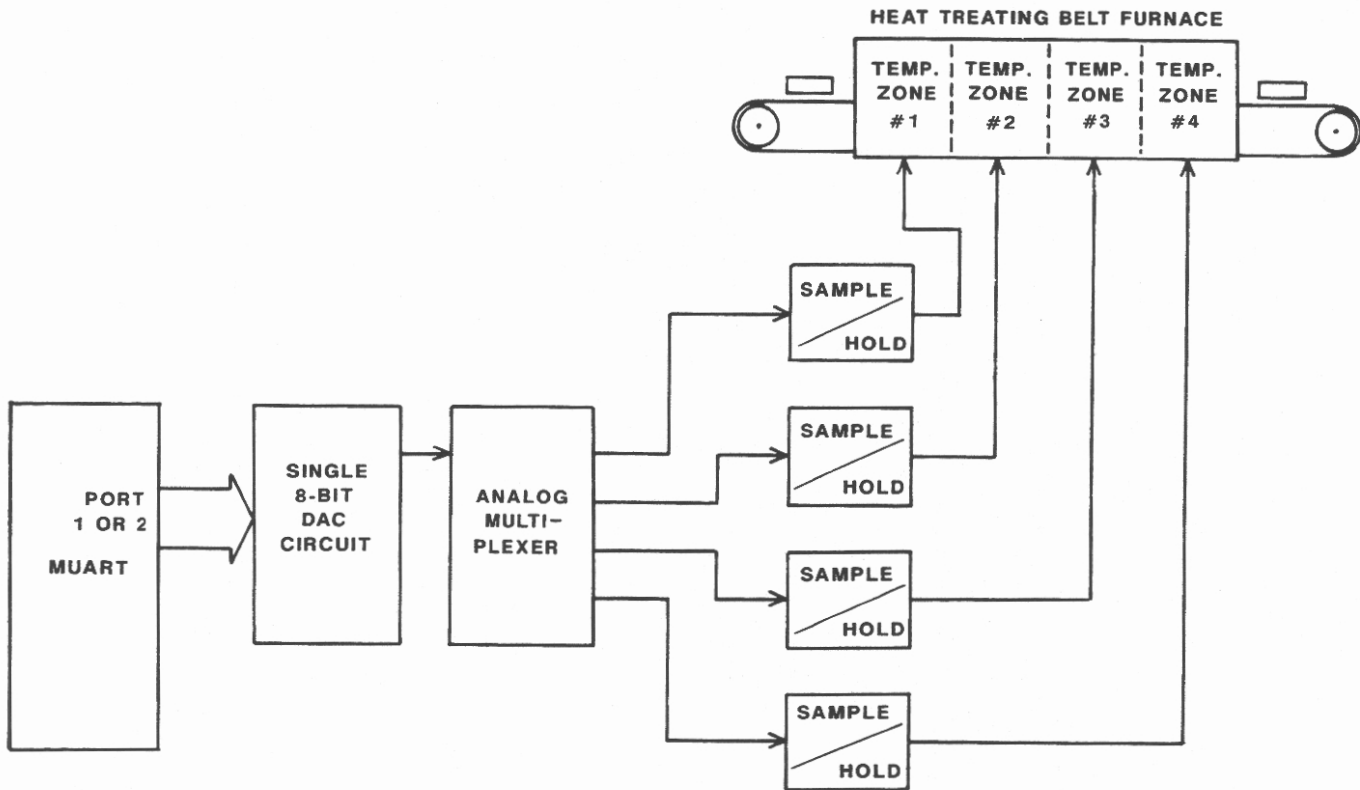 HEAT TREATING BELT FURNACE
TEMP.
ZONE
#1
TEMP.
ZONE
#2
TEMP.
ZONE
#3
TEMP.
ZONE
#4
SAMPLE
HOLD
SAMPLE
HOLD
SAMPLE
HOLD
SAMPLE
HOLD
PORT
1 OR 2
MUART
SINGLE
8-BIT
DAC
CIRCUIT
ANALOG
MULTI-
PLEXER